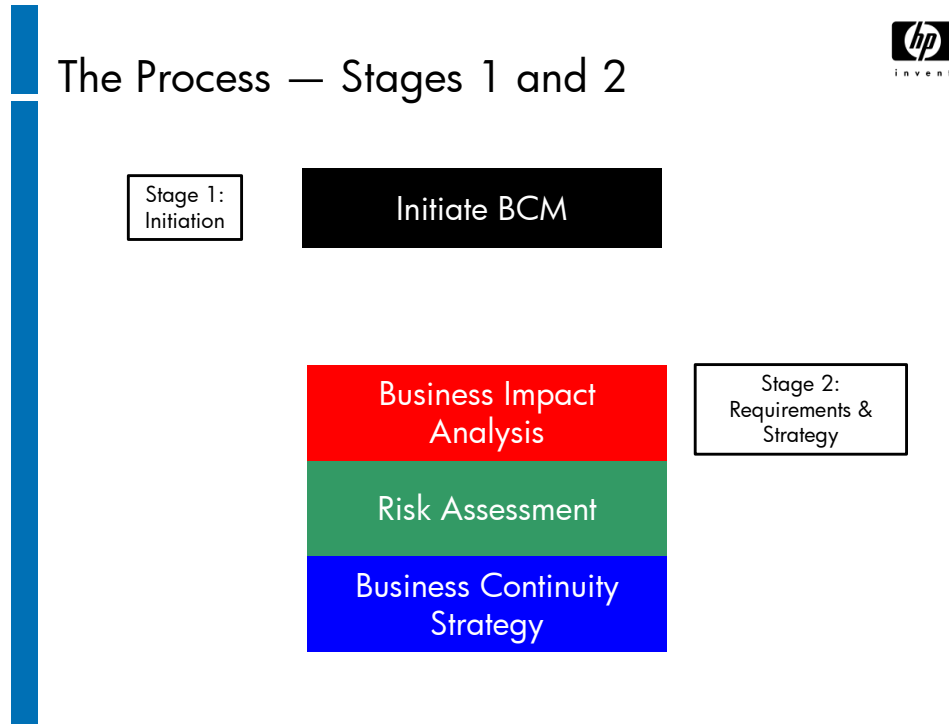 hp
invent
The Process — Stages 1 and 2
Stage 1:
Initiation
Initiate BCM
Business Impact
Analysis
Stage 2:
Requirements &
Strategy
Risk Assessment
Business Continuity
Strategy